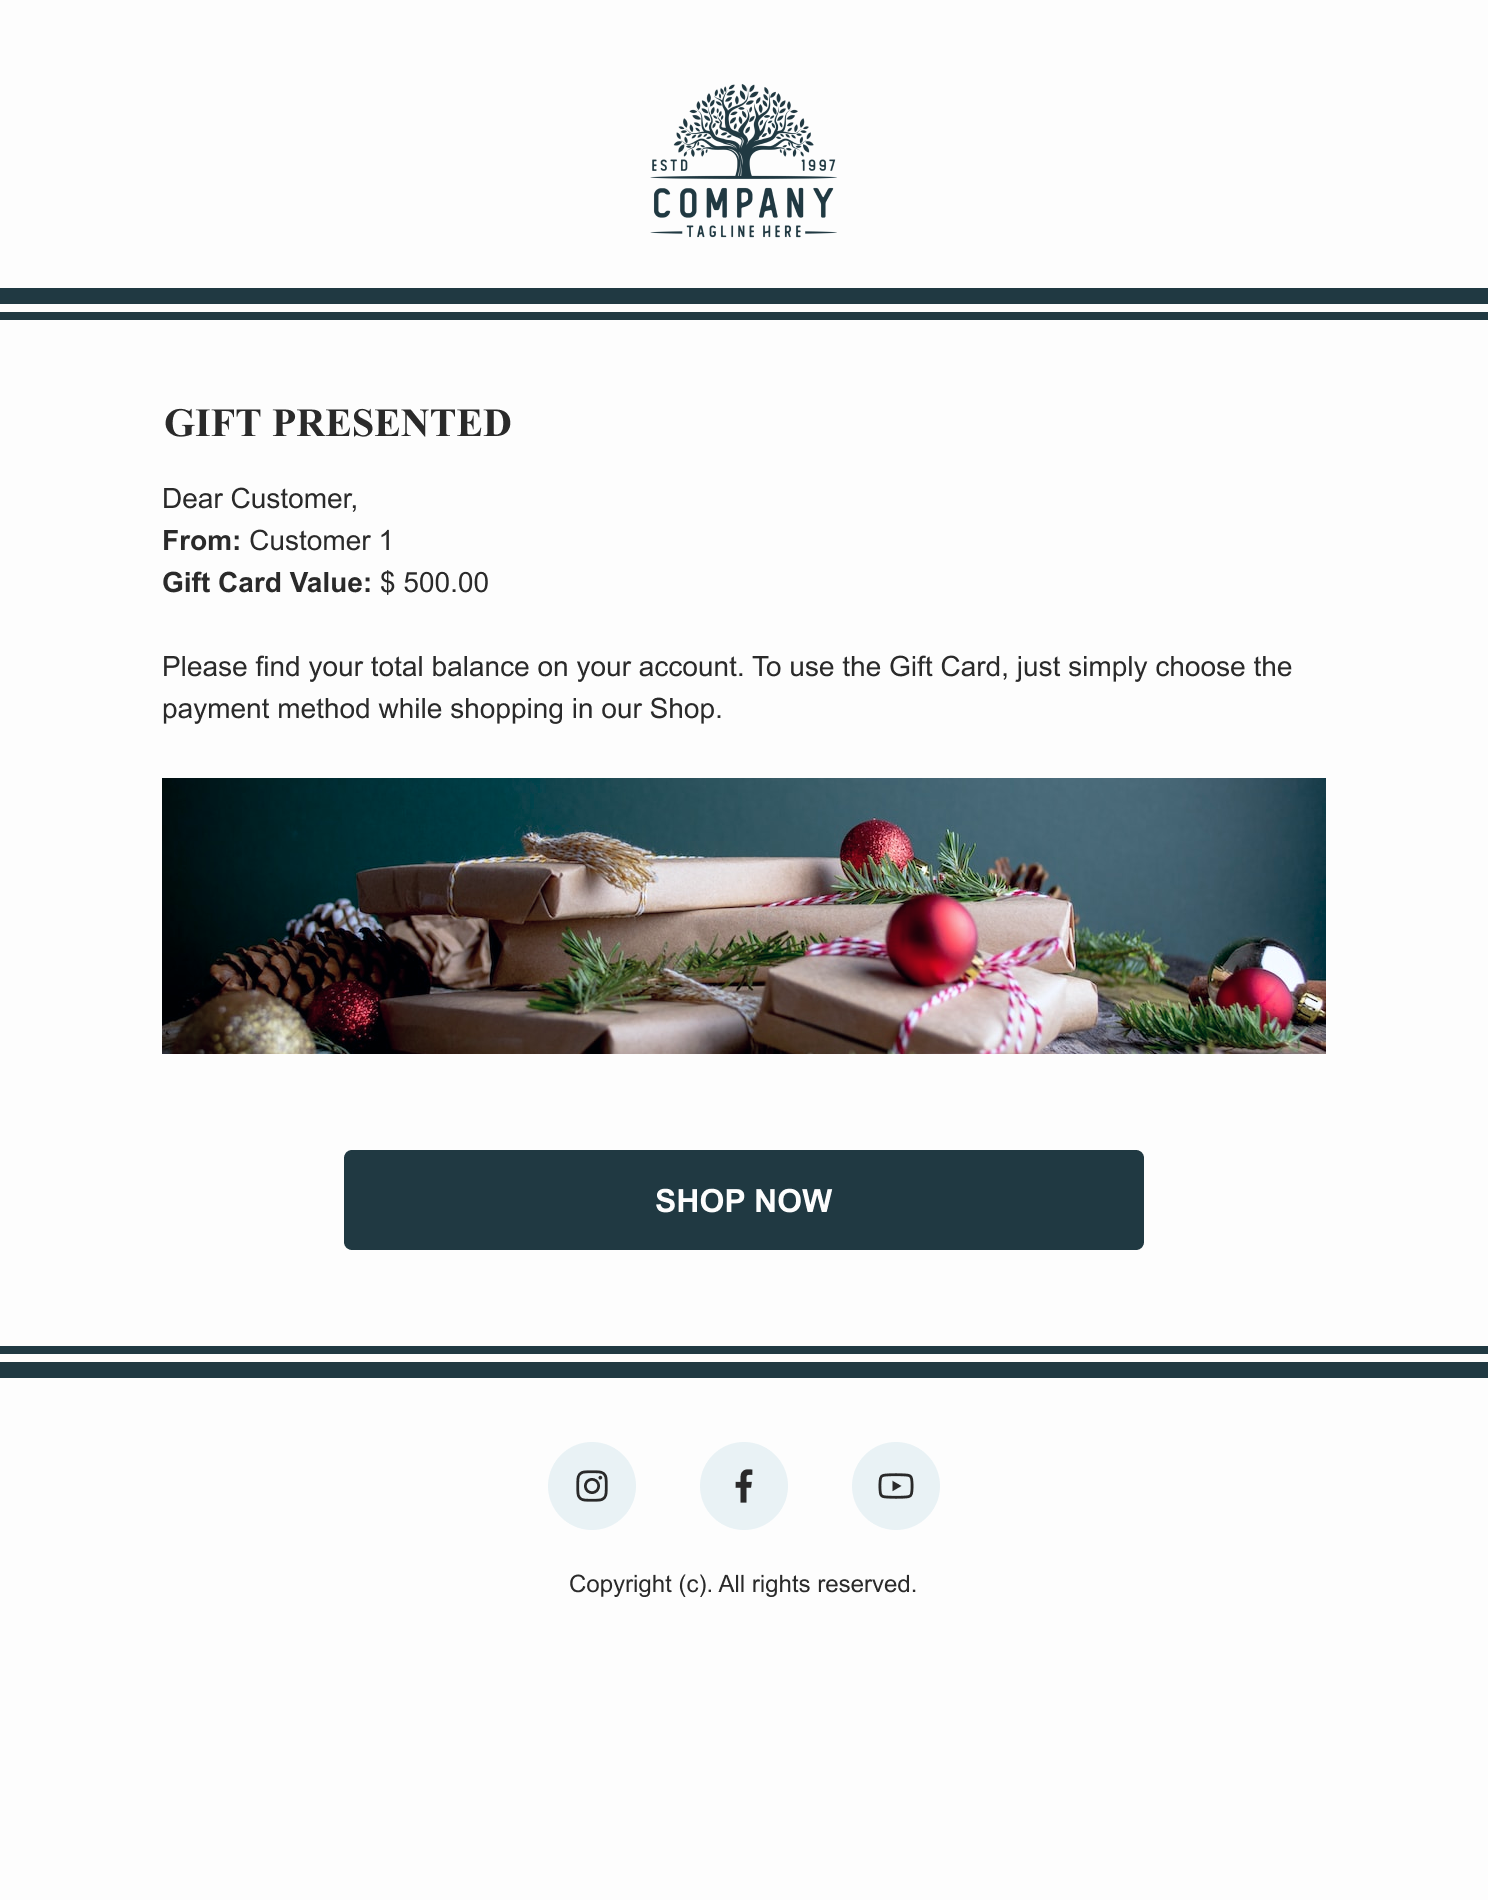 ESTD 1997
COMPANY
TAGLINE HERE
GIFT PRESENTED
Dear Customer,
From: Customer 1
Gift Card Value: $ 500.00
Please find your total balance on your account. To use the Gift Card, just simply choose the
payment method while shopping in our Shop.
SHOP NOW
Copyright (c). All rights reserved.